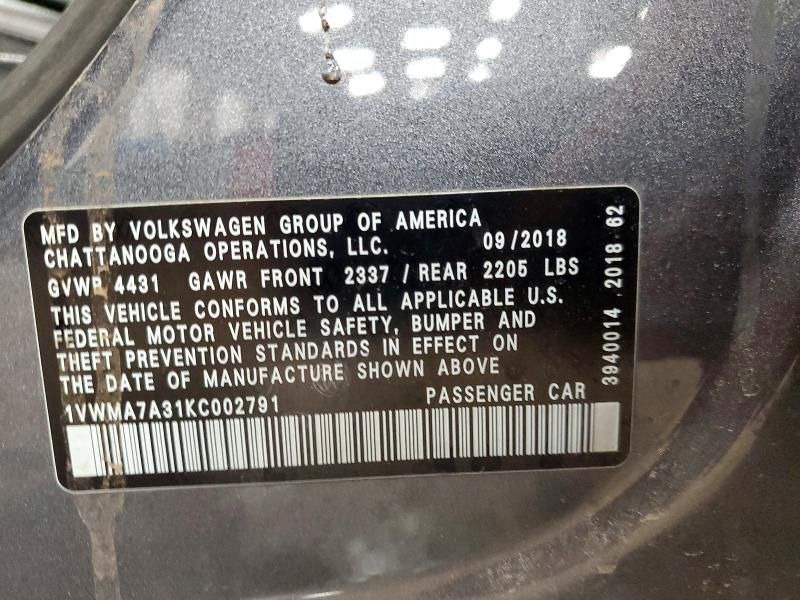 MFD BY VOLKSWAGEN GROUP OF AMERICA
CHATTANOOGA OPERATIONS, LLC. 09/2018
GVWR 4431 GAWR FRONT 2337 / REAR 2205 LBS
THIS VEHICLE CONFORMS TO ALL APPLICABLE U.S.
FEDERAL MOTOR VEHICLE SAFETY, BUMPER AND
THEFT PREVENTION STANDARDS IN EFFECT ON
THE DATE OF MANUFACTURE SHOWN ABOVE
1VWMA7A31KC002791 PASSENGER CAR
3940014 2018 62